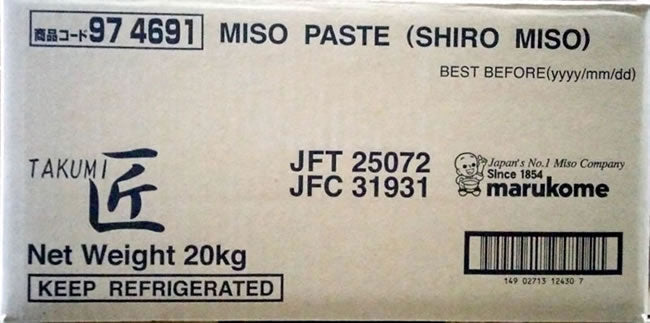 商品コード97 4691 MISO PASTE (SHIRO MISO)
BEST BEFORE(yyyy/mm/dd)
TAKUMI 匠
JFT 25072
JFC 31931
Japan's No.1 Miso Company
Since 1854
marukome
Net Weight 20kg
KEEP REFRIGERATED
149 02713 12430 7